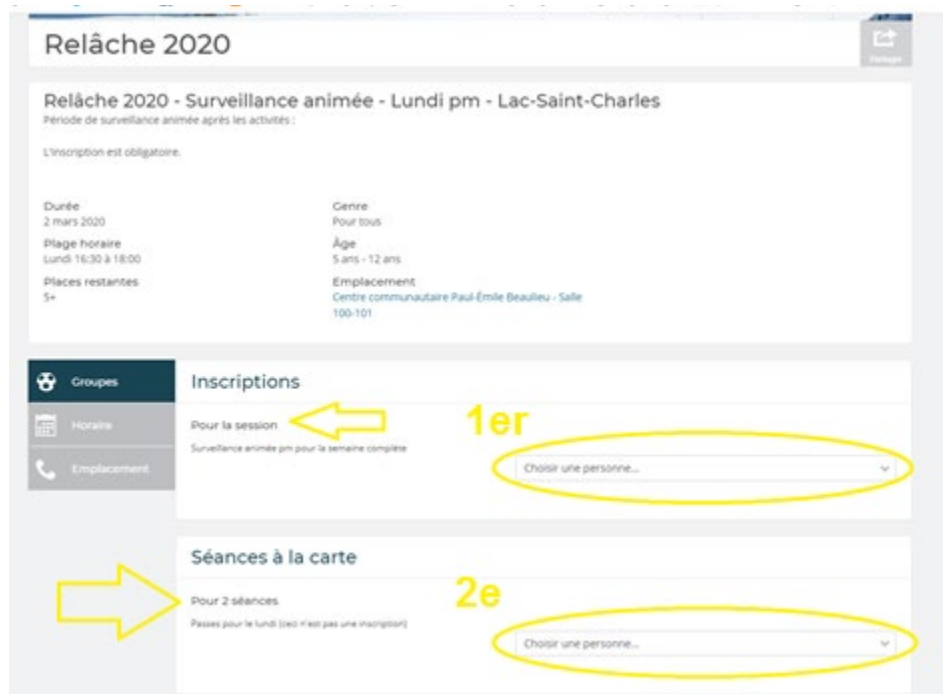 Relâche 2020
Partager
Relâche 2020 - Surveillance animée - Lundi pm - Lac-Saint-Charles
Période de surveillance animée après les activités :
L'inscription est obligatoire.
Durée
2 mars 2020
Genre
Pour tous
Plage horaire
Lundi 16:30 à 18:00
Âge
5 ans - 12 ans
Places restantes
5+
Emplacement
Centre communautaire Paul-Émile Beaulieu - Salle
100-101
Groupes
Horaire
Emplacement
Inscriptions
Pour la session
1er
Surveillance animée pm pour la semaine complète
Choisir une personne...
Séances à la carte
Pour 2 séances
2e
Passes pour le lundi (ceci n'est pas une inscription)
Choisir une personne...